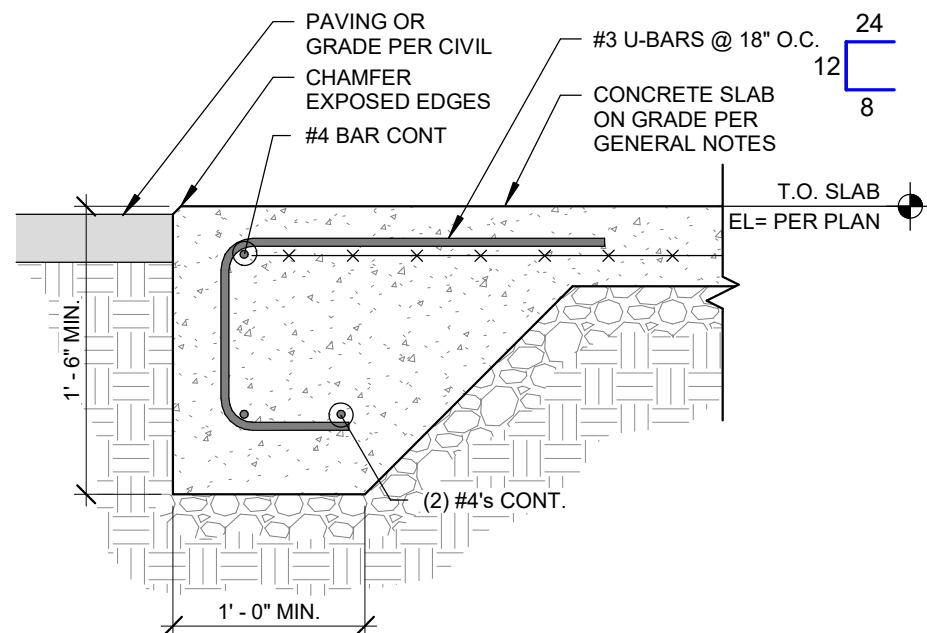 PAVING OR
GRADE PER CIVIL
CHAMFER
EXPOSED EDGES
#4 BAR CONT
#3 U-BARS @ 18" O.C.
24
12
8
CONCRETE SLAB
ON GRADE PER
GENERAL NOTES
T.O. SLAB
EL= PER PLAN
1' - 6" MIN.
(2) #4's CONT.
1' - 0" MIN.